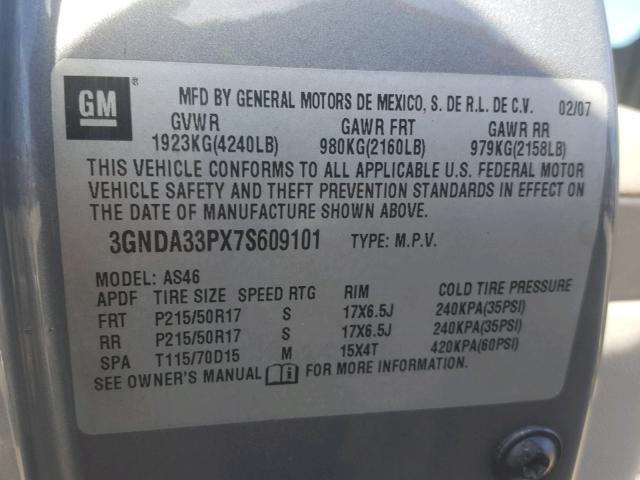 GM ® MFD BY GENERAL MOTORS DE MEXICO, S. DE R.L. DE C.V. 02/07
GVWR GAWR FRT GAWR RR
1923KG(4240LB) 980KG(2160LB) 979KG(2158LB)
THIS VEHICLE CONFORMS TO ALL APPLICABLE U.S. FEDERAL MOTOR
VEHICLE SAFETY AND THEFT PREVENTION STANDARDS IN EFFECT ON
THE DATE OF MANUFACTURE SHOWN ABOVE.
3GNDA33PX7S609101 TYPE: M.P.V.
MODEL: AS46
APDF TIRE SIZE SPEED RTG RIM COLD TIRE PRESSURE
FRT P215/50R17 S 17X6.5J 240KPA(35PSI)
RR P215/50R17 S 17X6.5J 240KPA(35PSI)
SPA T115/70D15 M 15X4T 420KPA(60PSI)
SEE OWNER'S MANUAL i FOR MORE INFORMATION.